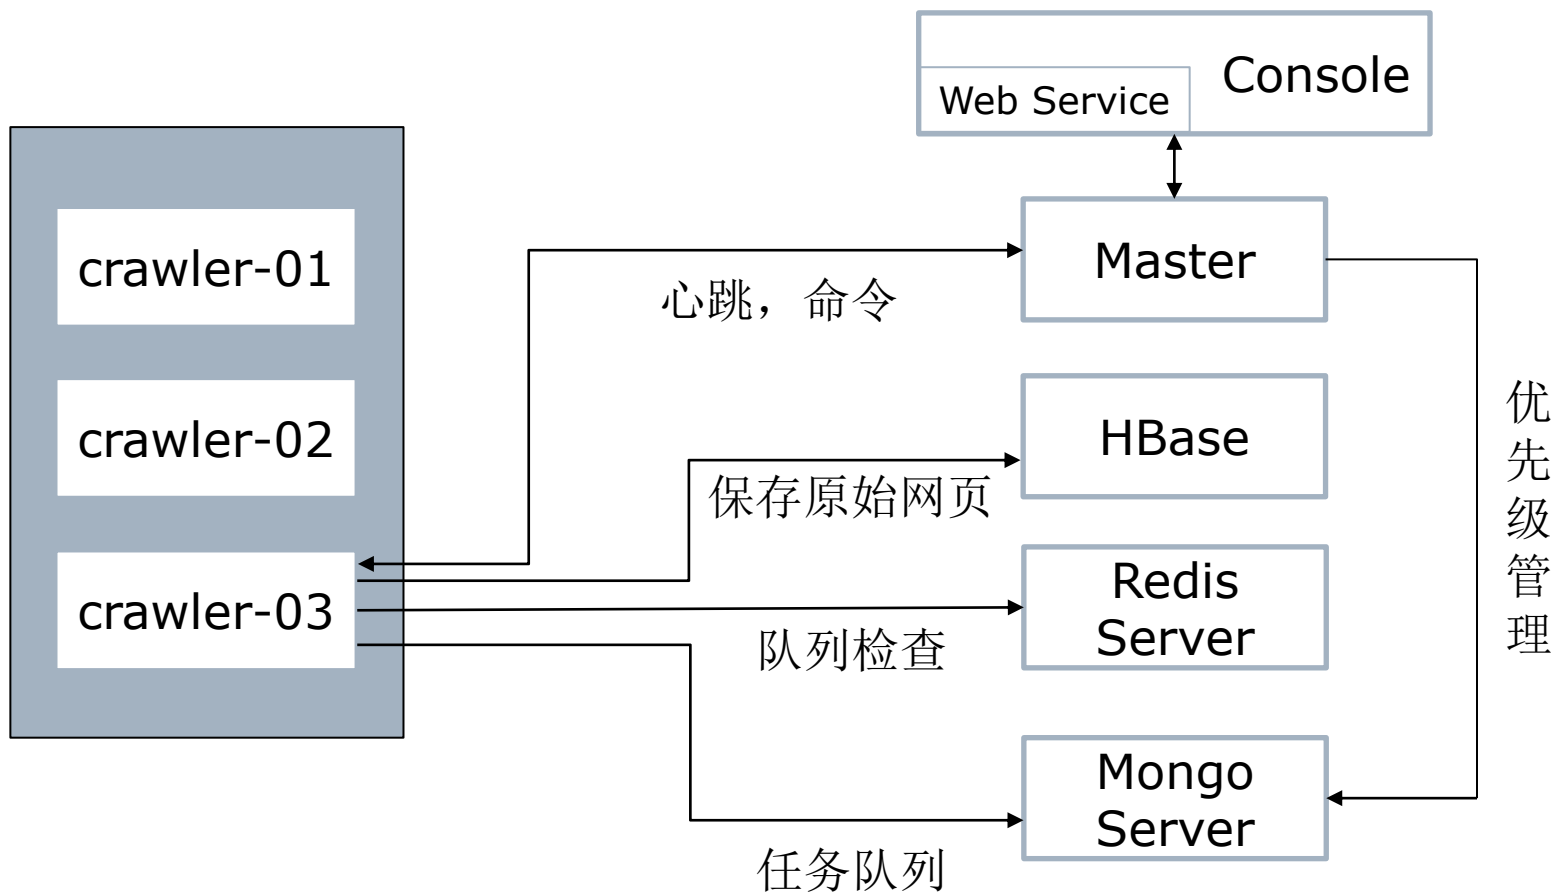 Console
Web Service
crawler-01
crawler-02
crawler-03
Master
心跳，命令
HBase
保存原始网页
Redis
Server
队列检查
Mongo
Server
任务队列
优
先
级
管
理